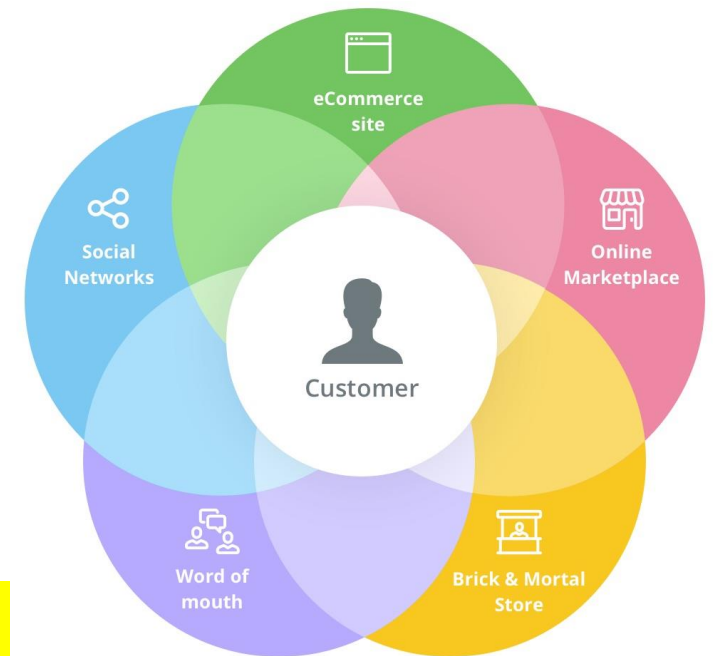 eCommerce
site
Social
Networks
Online
Marketplace
Customer
Word of
mouth
Brick & Mortal
Store